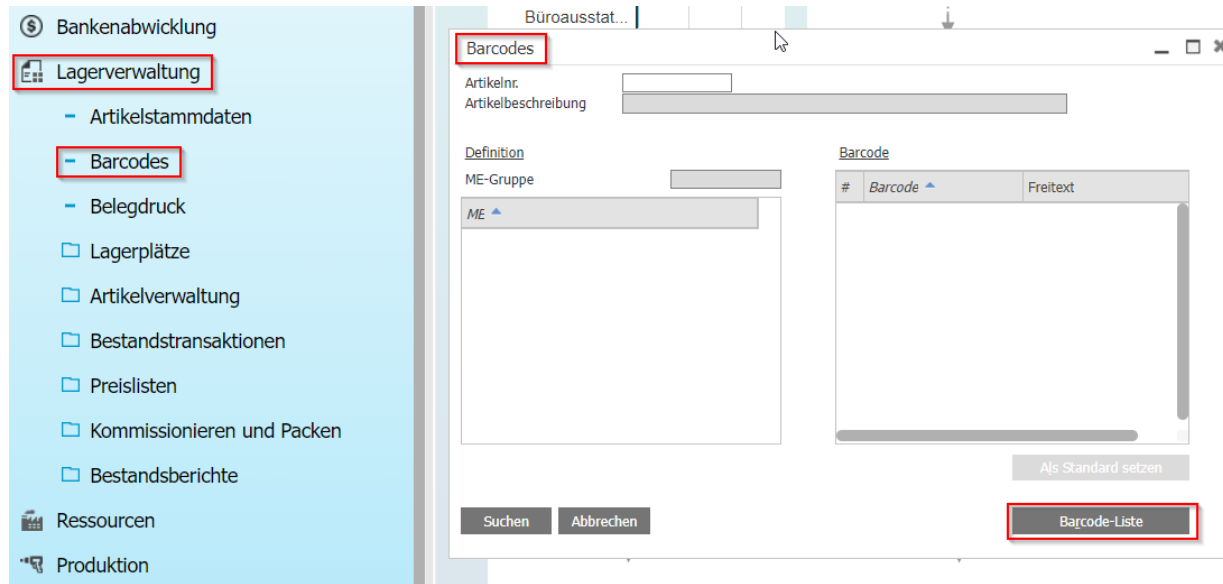 Bankenabwicklung
Lagerverwaltung
Artikelstammdaten
Barcodes
Belegdruck
Lagerplätze
Artikelverwaltung
Bestandstransaktionen
Preislisten
Kommissionieren und Packen
Bestandsberichte
Ressourcen
Produktion
Büroausstat...
Barcodes
Artikelnr.
Artikelbeschreibung
Definition
ME-Gruppe
ME
Barcode
# Barcode Freitext
Als Standard setzen
Suchen Abbrechen Barcode-Liste